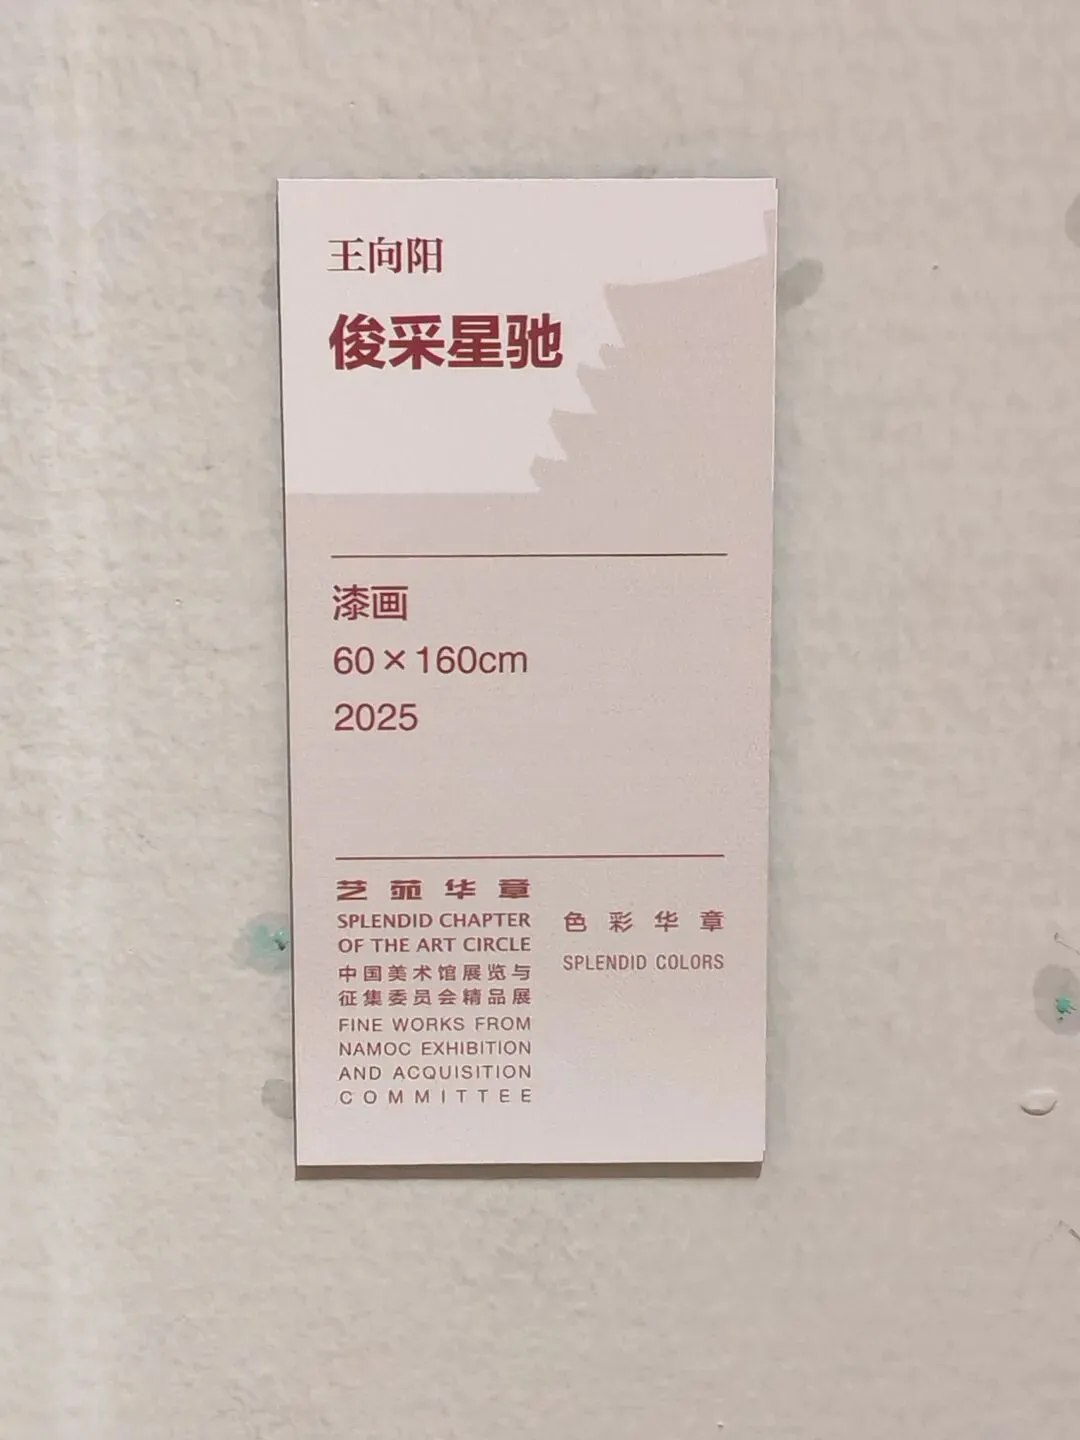 王向阳
俊采星驰
漆画
60×160cm
2025
艺苑华章
SPLENDID CHAPTER
OF THE ART CIRCLE
中国美术馆展览与
征集委员会精品展
FINE WORKS FROM
NAMOC EXHIBITION
AND ACQUISITION
COMMITTEE
色彩华章
SPLENDID COLORS